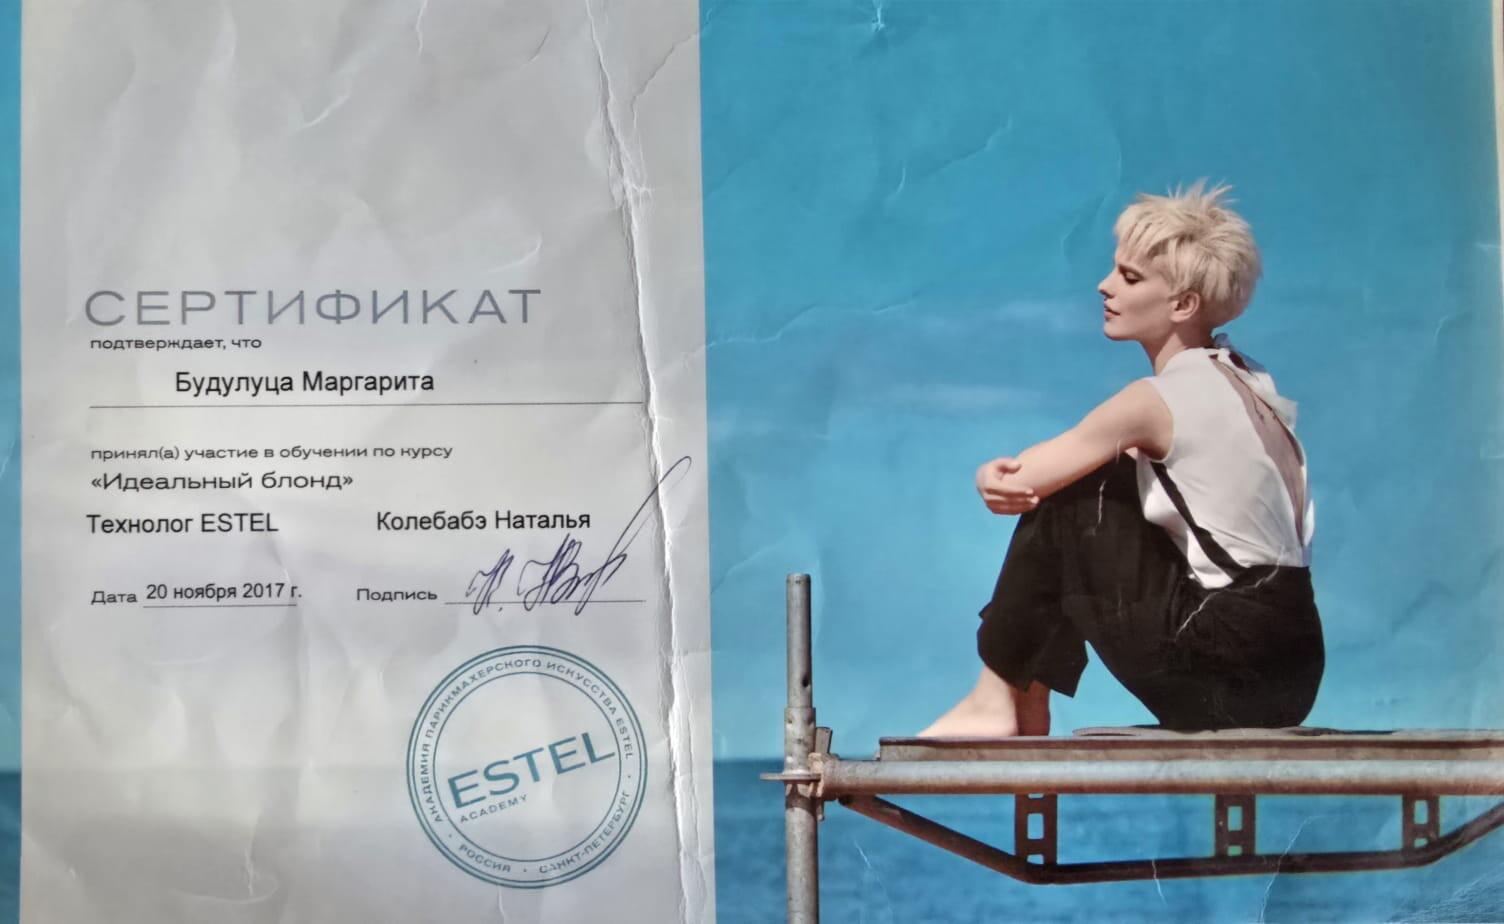 СЕРТИФИКАТ
подтверждает, что
Будулуца Маргарита
принял(а) участие в обучении по курсу
«Идеальный блонд»
Технолог ESTEL Колебабэ Наталья
Дата 20 ноября 2017 г. Подпись
АКАДЕМИЯ ПАРИКМАХЕРСКОГО ИСКУССТВА ESTEL
ESTEL
ACADEMY
РОССИЯ · САНКТ-ПЕТЕРБУРГ